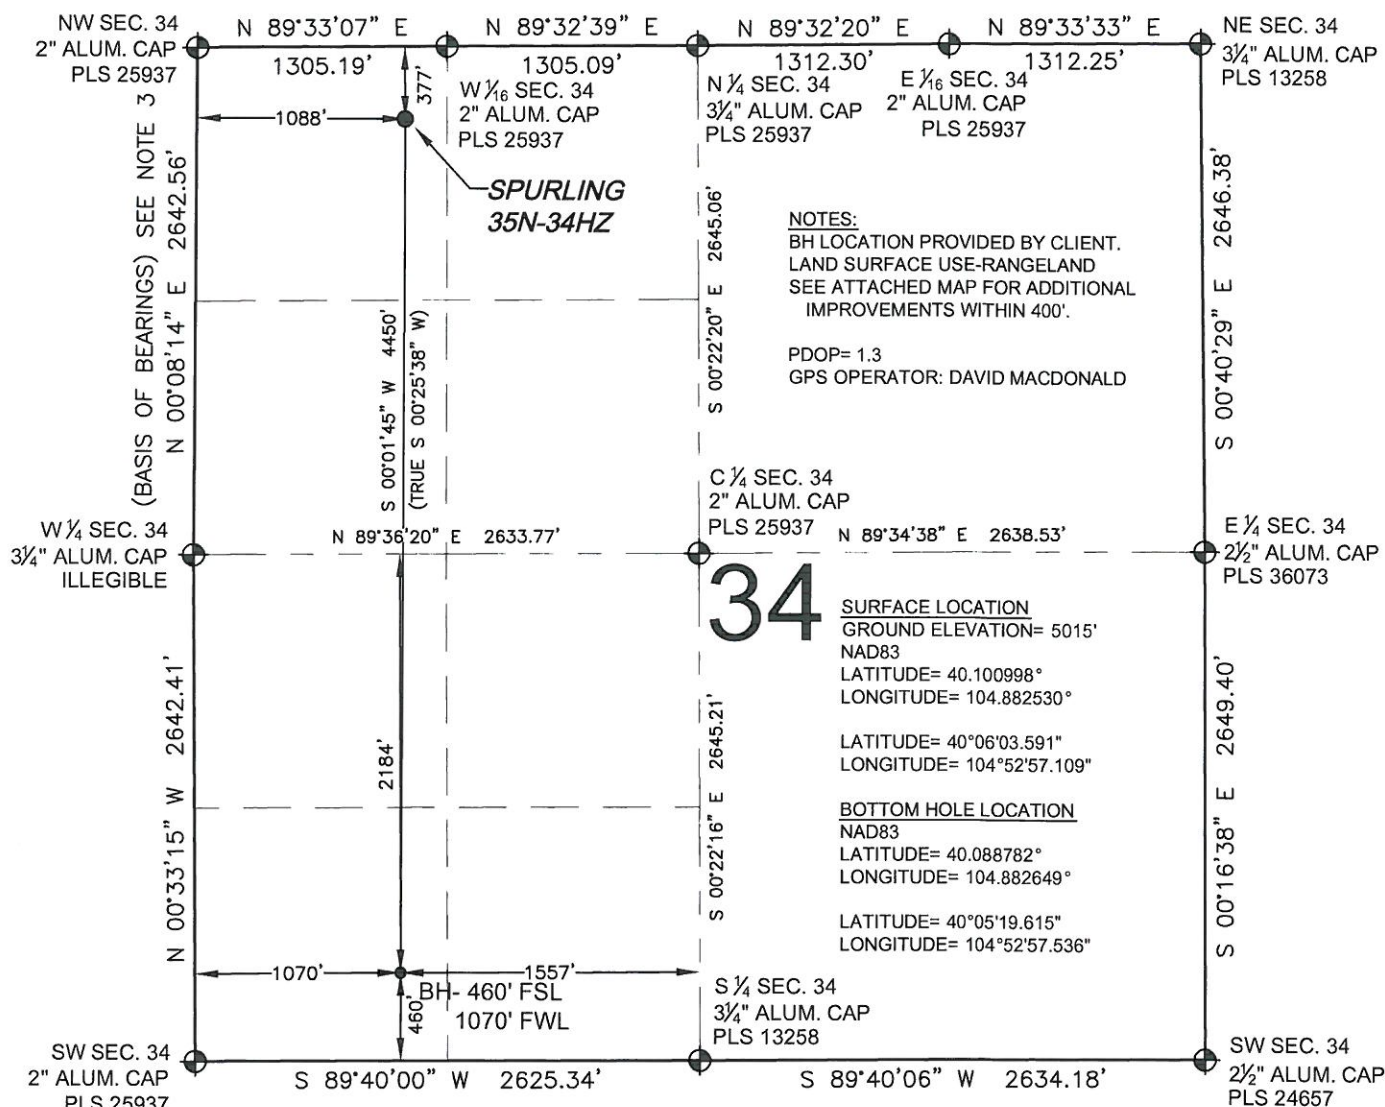 NW SEC. 34
2" ALUM. CAP
PLS 25937
N 89°33'07" E
1305.19'
N 89°32'39" E
1305.09'
N 89°32'20" E
1312.30'
N 89°33'33" E
1312.25'
NE SEC. 34
3¼" ALUM. CAP
PLS 13258
W 1/16 SEC. 34
2" ALUM. CAP
PLS 25937
N ¼ SEC. 34
3¼" ALUM. CAP
PLS 25937
E 1/16 SEC. 34
2" ALUM. CAP
PLS 25937
377'
1088'
SPURLING
35N-34HZ
(BASIS OF BEARINGS) SEE NOTE 3
N 00°08'14" E 2642.56'
S 00°01'45" W 4450'
(TRUE S 00°25'38" W)
S 00°22'20" E 2645.06'
NOTES:
BH LOCATION PROVIDED BY CLIENT.
LAND SURFACE USE-RANGELAND
SEE ATTACHED MAP FOR ADDITIONAL
IMPROVEMENTS WITHIN 400'.
PDOP= 1.3
GPS OPERATOR: DAVID MACDONALD
S 00°40'29" E 2646.38'
W ¼ SEC. 34
3¼" ALUM. CAP
ILLEGIBLE
N 89°36'20" E 2633.77'
C ¼ SEC. 34
2" ALUM. CAP
PLS 25937
N 89°34'38" E 2638.53'
E ¼ SEC. 34
2½" ALUM. CAP
PLS 36073
34
SURFACE LOCATION
GROUND ELEVATION= 5015'
NAD83
LATITUDE= 40.100998°
LONGITUDE= 104.882530°
LATITUDE= 40°06'03.591"
LONGITUDE= 104°52'57.109"
BOTTOM HOLE LOCATION
NAD83
LATITUDE= 40.088782°
LONGITUDE= 104.882649°
LATITUDE= 40°05'19.615"
LONGITUDE= 104°52'57.536"
N 00°33'15" W 2642.41'
2184'
S 00°22'16" E 2645.21'
S 00°16'38" E 2649.40'
1070'
1557'
BH- 460' FSL
1070' FWL
460'
S ¼ SEC. 34
3¼" ALUM. CAP
PLS 13258
SW SEC. 34
2" ALUM. CAP
PLS 25937
S 89°40'00" W 2625.34'
S 89°40'06" W 2634.18'
SW SEC. 34
2½" ALUM. CAP
PLS 24657